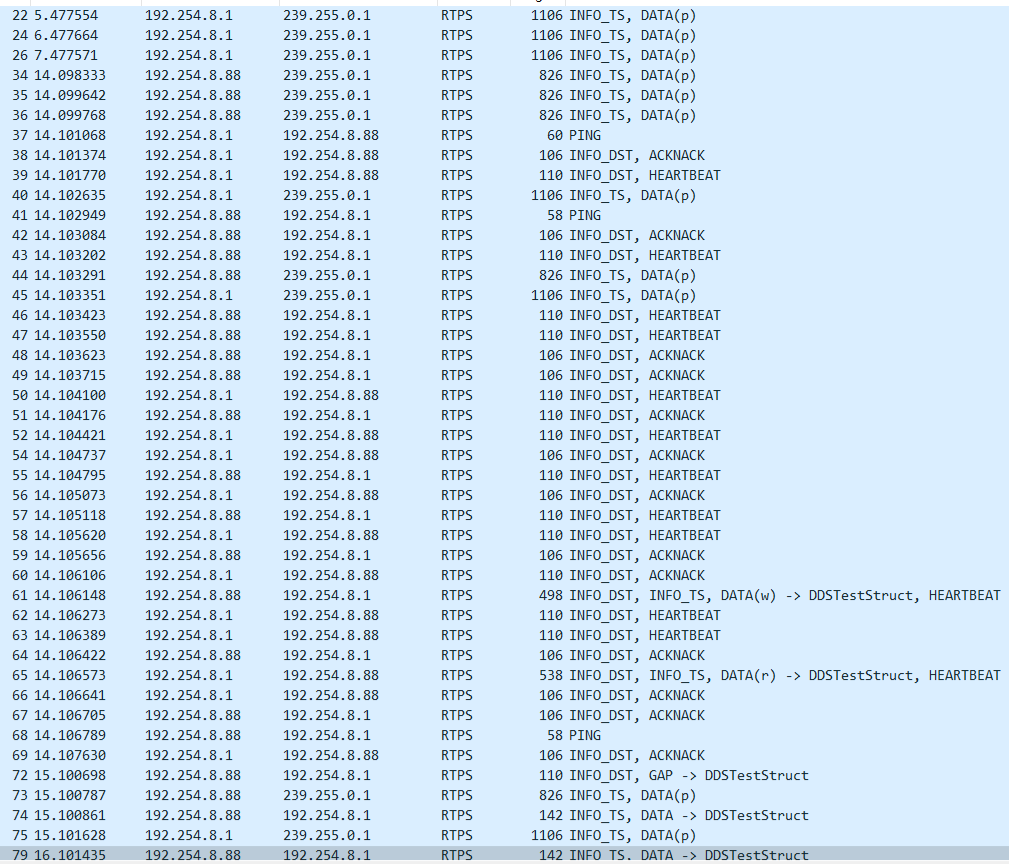 22 5.477554 192.254.8.1 239.255.0.1 RTPS 1106 INFO_TS, DATA(p)
24 6.477664 192.254.8.1 239.255.0.1 RTPS 1106 INFO_TS, DATA(p)
26 7.477571 192.254.8.1 239.255.0.1 RTPS 1106 INFO_TS, DATA(p)
34 14.098333 192.254.8.88 239.255.0.1 RTPS 826 INFO_TS, DATA(p)
35 14.099642 192.254.8.88 239.255.0.1 RTPS 826 INFO_TS, DATA(p)
36 14.099768 192.254.8.88 239.255.0.1 RTPS 826 INFO_TS, DATA(p)
37 14.101068 192.254.8.1 192.254.8.88 RTPS 60 PING
38 14.101374 192.254.8.1 192.254.8.88 RTPS 106 INFO_DST, ACKNACK
39 14.101770 192.254.8.1 192.254.8.88 RTPS 110 INFO_DST, HEARTBEAT
40 14.102635 192.254.8.1 239.255.0.1 RTPS 1106 INFO_TS, DATA(p)
41 14.102949 192.254.8.88 192.254.8.1 RTPS 58 PING
42 14.103084 192.254.8.88 192.254.8.1 RTPS 106 INFO_DST, ACKNACK
43 14.103202 192.254.8.88 192.254.8.1 RTPS 110 INFO_DST, HEARTBEAT
44 14.103291 192.254.8.88 239.255.0.1 RTPS 826 INFO_TS, DATA(p)
45 14.103351 192.254.8.1 239.255.0.1 RTPS 1106 INFO_TS, DATA(p)
46 14.103423 192.254.8.88 192.254.8.1 RTPS 110 INFO_DST, HEARTBEAT
47 14.103550 192.254.8.88 192.254.8.1 RTPS 110 INFO_DST, HEARTBEAT
48 14.103623 192.254.8.88 192.254.8.1 RTPS 106 INFO_DST, ACKNACK
49 14.103715 192.254.8.88 192.254.8.1 RTPS 106 INFO_DST, ACKNACK
50 14.104100 192.254.8.1 192.254.8.88 RTPS 110 INFO_DST, HEARTBEAT
51 14.104176 192.254.8.88 192.254.8.1 RTPS 110 INFO_DST, ACKNACK
52 14.104421 192.254.8.1 192.254.8.88 RTPS 110 INFO_DST, HEARTBEAT
54 14.104737 192.254.8.1 192.254.8.88 RTPS 106 INFO_DST, ACKNACK
55 14.104795 192.254.8.88 192.254.8.1 RTPS 110 INFO_DST, HEARTBEAT
56 14.105073 192.254.8.1 192.254.8.88 RTPS 106 INFO_DST, ACKNACK
57 14.105118 192.254.8.88 192.254.8.1 RTPS 110 INFO_DST, HEARTBEAT
58 14.105620 192.254.8.1 192.254.8.88 RTPS 110 INFO_DST, HEARTBEAT
59 14.105656 192.254.8.88 192.254.8.1 RTPS 106 INFO_DST, ACKNACK
60 14.106106 192.254.8.1 192.254.8.88 RTPS 110 INFO_DST, ACKNACK
61 14.106148 192.254.8.88 192.254.8.1 RTPS 498 INFO_DST, INFO_TS, DATA(w) -> DDSTestStruct, HEARTBEAT
62 14.106273 192.254.8.1 192.254.8.88 RTPS 110 INFO_DST, HEARTBEAT
63 14.106389 192.254.8.1 192.254.8.88 RTPS 110 INFO_DST, HEARTBEAT
64 14.106422 192.254.8.88 192.254.8.1 RTPS 106 INFO_DST, ACKNACK
65 14.106573 192.254.8.1 192.254.8.88 RTPS 538 INFO_DST, INFO_TS, DATA(r) -> DDSTestStruct, HEARTBEAT
66 14.106641 192.254.8.1 192.254.8.88 RTPS 106 INFO_DST, ACKNACK
67 14.106705 192.254.8.88 192.254.8.1 RTPS 106 INFO_DST, ACKNACK
68 14.106789 192.254.8.88 192.254.8.1 RTPS 58 PING
69 14.107630 192.254.8.1 192.254.8.88 RTPS 106 INFO_DST, ACKNACK
72 15.100698 192.254.8.88 192.254.8.1 RTPS 110 INFO_DST, GAP -> DDSTestStruct
73 15.100787 192.254.8.88 239.255.0.1 RTPS 826 INFO_TS, DATA(p)
74 15.100861 192.254.8.88 192.254.8.1 RTPS 142 INFO_TS, DATA -> DDSTestStruct
75 15.101628 192.254.8.1 239.255.0.1 RTPS 1106 INFO_TS, DATA(p)
79 16.101435 192.254.8.88 192.254.8.1 RTPS 142 INFO_TS, DATA -> DDSTestStruct